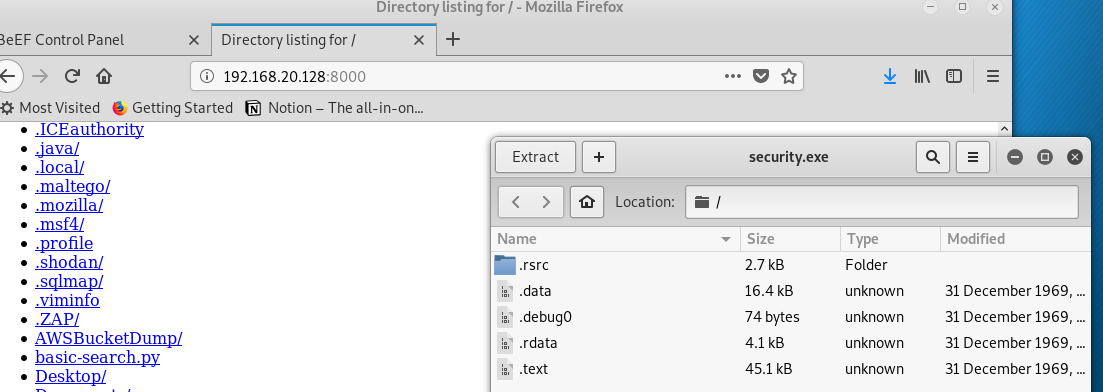 Directory listing for / - Mozilla Firefox
BeEF Control Panel
Directory listing for /
192.168.20.128:8000
Most Visited Getting Started Notion – The all-in-on...
.ICEauthority
.java/
.local/
.maltego/
.mozilla/
.msf4/
.profile
.shodan/
.sqlmap/
.viminfo
.ZAP/
AWSBucketDump/
basic-search.py
Desktop/
Extract + security.exe
Location: /
Name Size Type Modified
.rsrc 2.7 kB Folder
.data 16.4 kB unknown 31 December 1969, ...
.debug0 74 bytes unknown 31 December 1969, ...
.rdata 4.1 kB unknown 31 December 1969, ...
.text 45.1 kB unknown 31 December 1969, ...